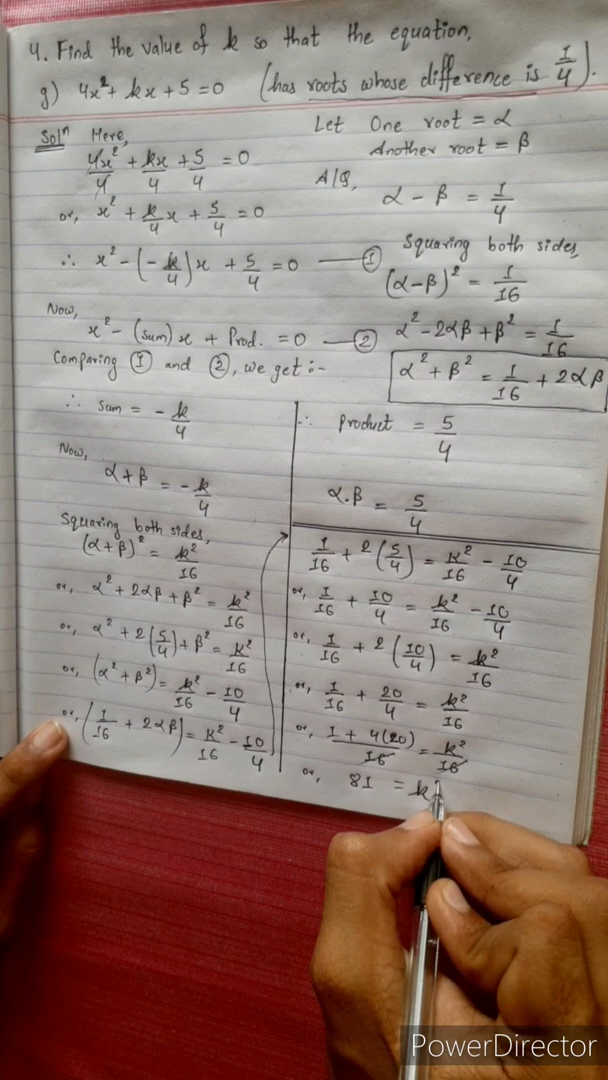 4. Find the value of k so that the equation,
g) 4x² + kx + 5 = 0 (has roots whose difference is 1/4).
Solⁿ Here,
4x²/4 + kx/4 + 5/4 = 0
or, x² + k/4 x + 5/4 = 0
∴ x² - (-k/4)x + 5/4 = 0 — ①
Now,
x² - (sum)x + Prod. = 0 — ②
Comparing ① and ②, we get :-
Let One root = α
Another root = β
A/Q,
α - β = 1/4
Squaring both sides,
(α-β)² = 1/16
α² - 2αβ + β² = 1/16
α² + β² = 1/16 + 2αβ
∴ sum = -k/4
Now,
α + β = -k/4
Squaring both sides,
(α+β)² = k²/16
or, α² + 2αβ + β² = k²/16
or, α² + 2(5/4) + β² = k²/16
or, (α² + β²) = k²/16 - 10/4
or, (1/16 + 2αβ) = k²/16 - 10/4
∴ product = 5/4
α.β = 5/4
1/16 + 2(5/4) = k²/16 - 10/4
or, 1/16 + 10/4 = k²/16 - 10/4
or, 1/16 + 2(10/4) = k²/16
or, 1/16 + 20/4 = k²/16
or, 1 + 4(20)/16 = k²/16
or, 81 = k²
PowerDirector